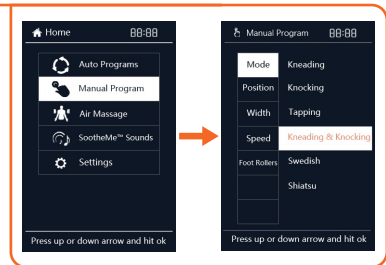 Home 88:88
Auto Programs
Manual Program
Air Massage
SootheMe™ Sounds
Settings
Press up or down arrow and hit ok
Manual Program 88:88
Mode Kneading
Position Knocking
Width Tapping
Speed Kneading & Knocking
Foot Rollers Swedish
Shiatsu
Press up or down arrow and hit ok